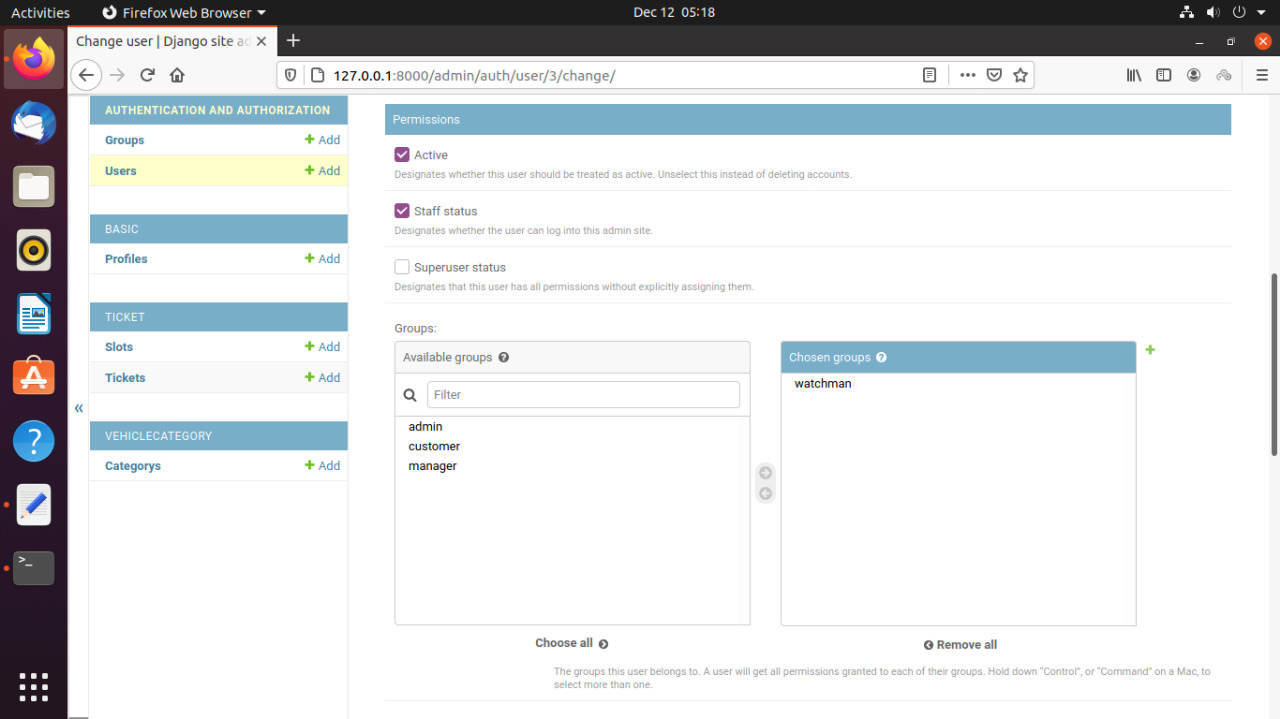 Activities
Firefox Web Browser
Dec 12 05:18
Change user | Django site ad
127.0.0.1:8000/admin/auth/user/3/change/
AUTHENTICATION AND AUTHORIZATION
Groups
Add
Users
Add
BASIC
Profiles
Add
TICKET
Slots
Add
Tickets
Add
VEHICLECATEGORY
Categorys
Add
«
Permissions
Active
Designates whether this user should be treated as active. Unselect this instead of deleting accounts.
Staff status
Designates whether the user can log into this admin site.
Superuser status
Designates that this user has all permissions without explicitly assigning them.
Groups:
Available groups
Filter
admin
customer
manager
Choose all
Chosen groups
watchman
Remove all
The groups this user belongs to. A user will get all permissions granted to each of their groups. Hold down “Control”, or “Command” on a Mac, to
select more than one.